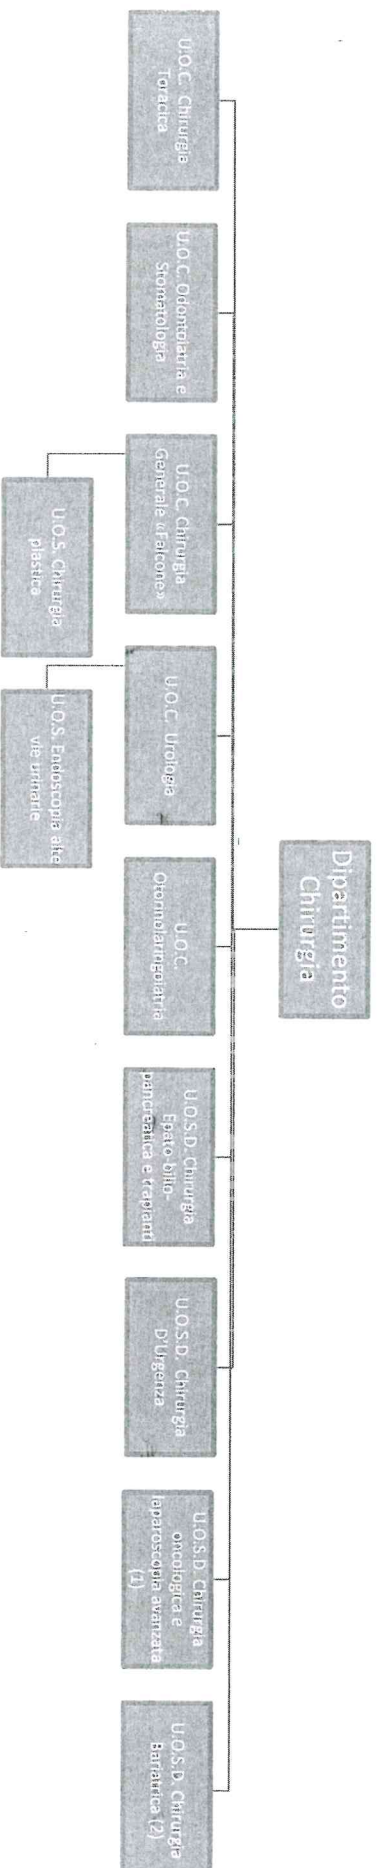 Dipartimento
Chirurgia
U.O.C. Chirurgia
Toracica
U.O.C. Odontoiatria e
Stomatologia
U.O.C. Chirurgia
Generale «Falcone»
U.O.C. Urologia
U.O.C.
Otorinolaringoiatria
U.O.S.D. Chirurgia
Epato-bilio-
pancreatica e trapianti
U.O.S.D. Chirurgia
D'Urgenza
U.O.S.D. Chirurgia
oncologica e
laparoscopia avanzata
(1)
U.O.S.D. Chirurgia
Bariatrica (2)
U.O.S. Chirurgia
plastica
U.O.S. Endoscopia alte
vie urinarie